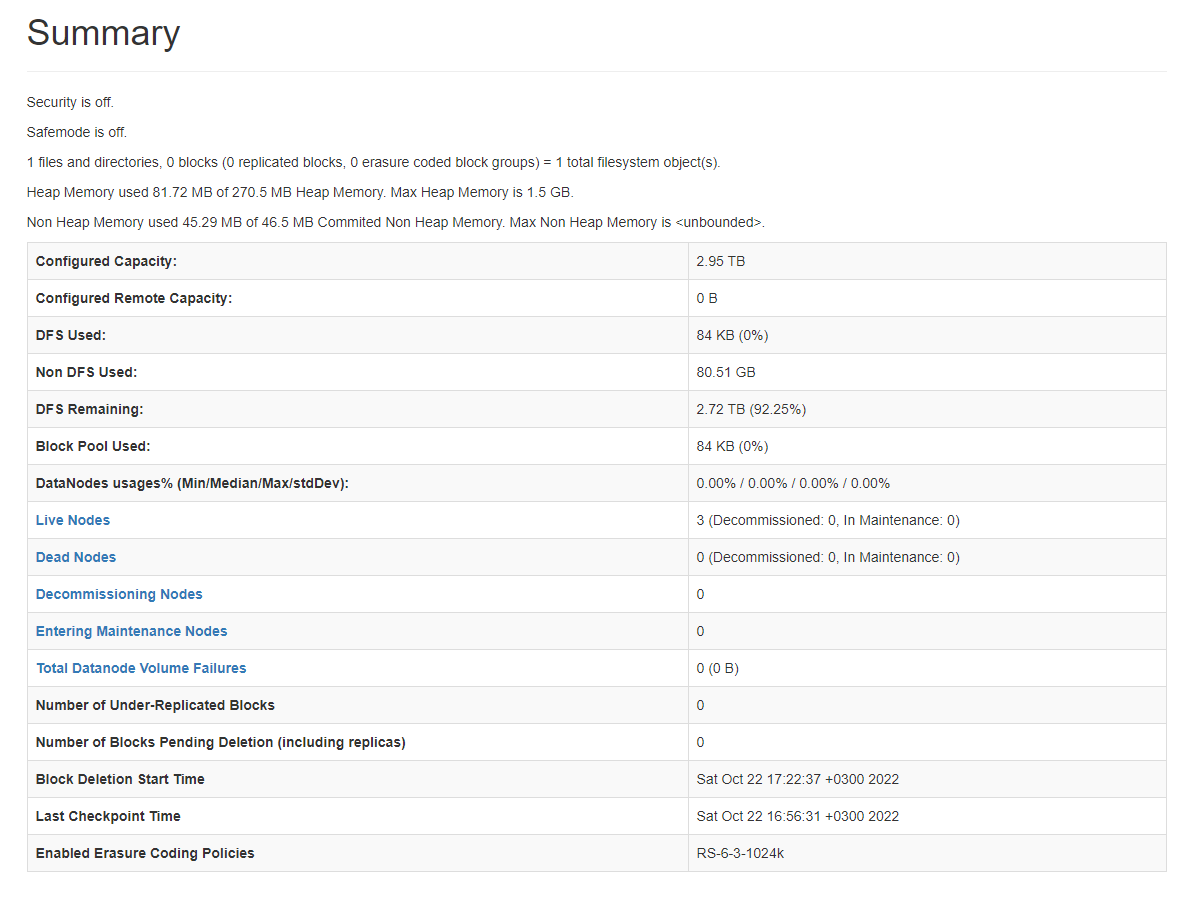 Summary
Security is off.
Safemode is off.
1 files and directories, 0 blocks (0 replicated blocks, 0 erasure coded block groups) = 1 total filesystem object(s).
Heap Memory used 81.72 MB of 270.5 MB Heap Memory. Max Heap Memory is 1.5 GB.
Non Heap Memory used 45.29 MB of 46.5 MB Commited Non Heap Memory. Max Non Heap Memory is <unbounded>.
Configured Capacity: 2.95 TB
Configured Remote Capacity: 0 B
DFS Used: 84 KB (0%)
Non DFS Used: 80.51 GB
DFS Remaining: 2.72 TB (92.25%)
Block Pool Used: 84 KB (0%)
DataNodes usages% (Min/Median/Max/stdDev): 0.00% / 0.00% / 0.00% / 0.00%
Live Nodes 3 (Decommissioned: 0, In Maintenance: 0)
Dead Nodes 0 (Decommissioned: 0, In Maintenance: 0)
Decommissioning Nodes 0
Entering Maintenance Nodes 0
Total Datanode Volume Failures 0 (0 B)
Number of Under-Replicated Blocks 0
Number of Blocks Pending Deletion (including replicas) 0
Block Deletion Start Time Sat Oct 22 17:22:37 +0300 2022
Last Checkpoint Time Sat Oct 22 16:56:31 +0300 2022
Enabled Erasure Coding Policies RS-6-3-1024k